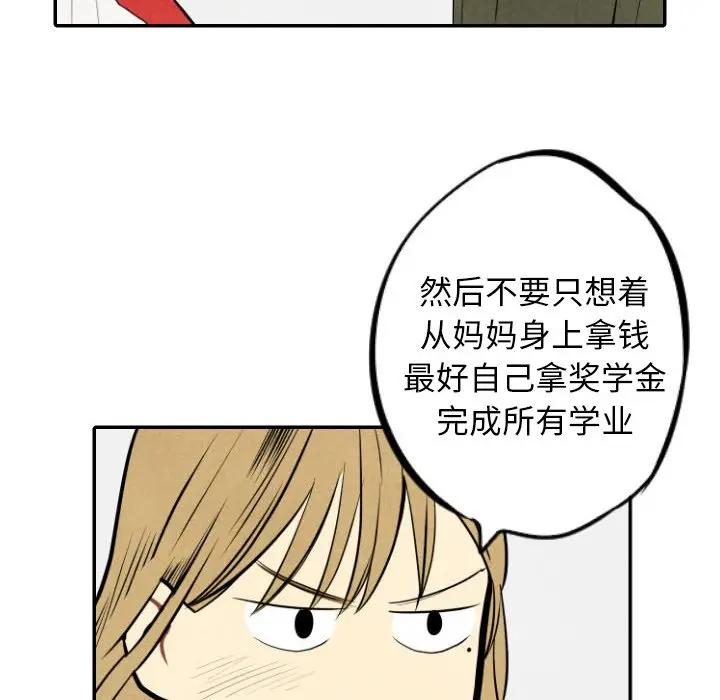 然后不要只想着
从妈妈身上拿钱
最好自己拿奖学金
完成所有学业